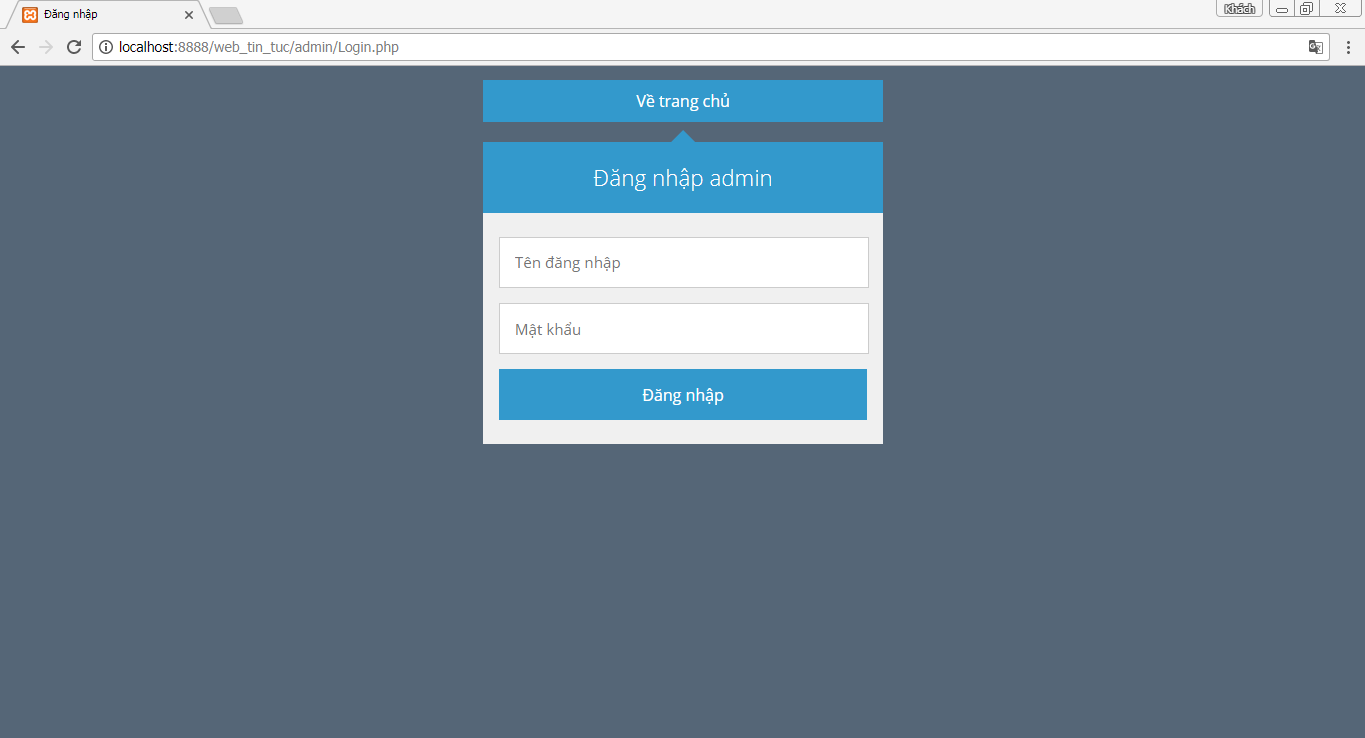 Đăng nhập
Khách
localhost:8888/web_tin_tuc/admin/Login.php
Về trang chủ
Đăng nhập admin
Tên đăng nhập
Mật khẩu
Đăng nhập